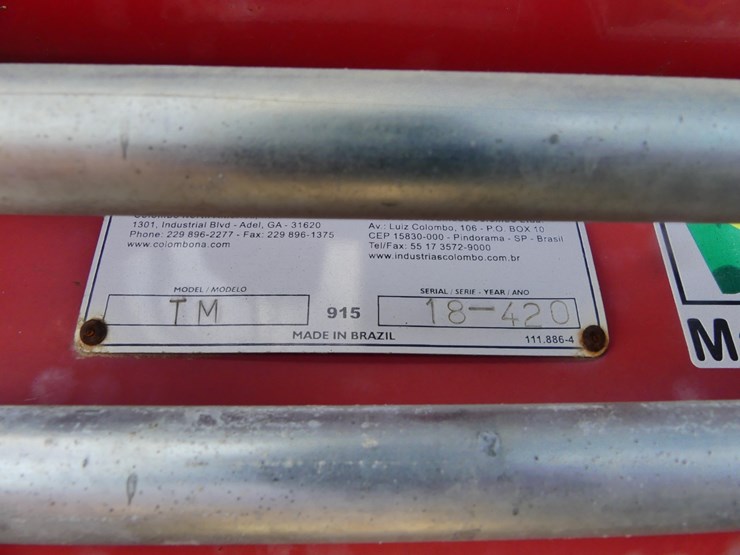 1301, Industrial Blvd - Adel, GA - 31620
Phone: 229 896-2277 - Fax: 229 896-1375
www.colombona.com
Av.: Luiz Colombo, 106 - P.O. BOX 10
CEP 15830-000 - Pindorama - SP - Brasil
Tel/Fax: 55 17 3572-9000
www.industriascolombo.com.br
MODEL / MODELO
TM
915
SERIAL / SERIE - YEAR / ANO
18-420
MADE IN BRAZIL
111.886-4